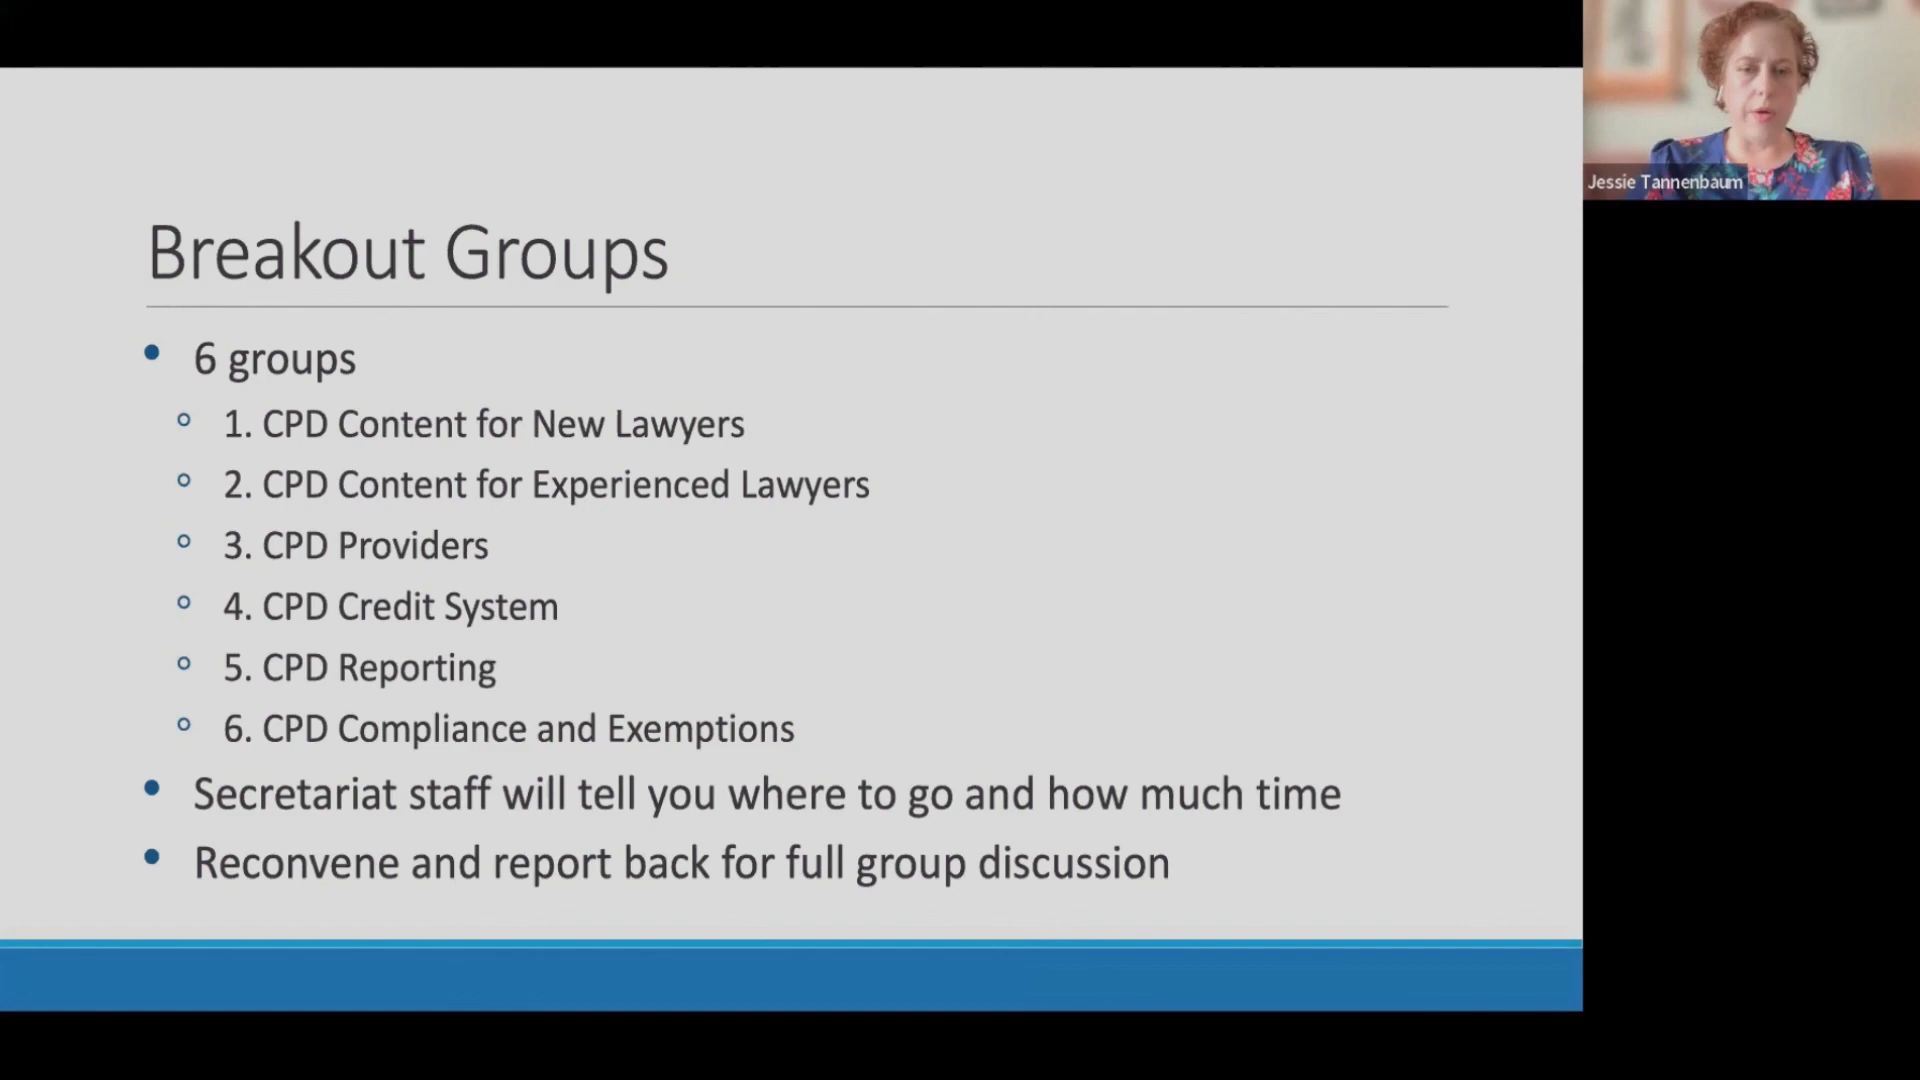 Breakout Groups
6 groups
1. CPD Content for New Lawyers
2. CPD Content for Experienced Lawyers
3. CPD Providers
4. CPD Credit System
5. CPD Reporting
6. CPD Compliance and Exemptions
Secretariat staff will tell you where to go and how much time
Reconvene and report back for full group discussion
Jessie Tannenbaum